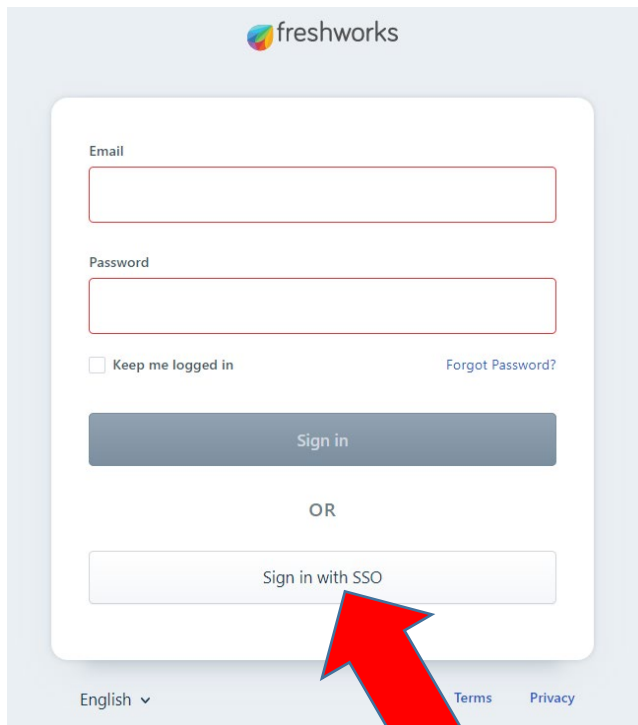 freshworks
Email
Password
Keep me logged in Forgot Password?
Sign in
OR
Sign in with SSO
English Terms Privacy